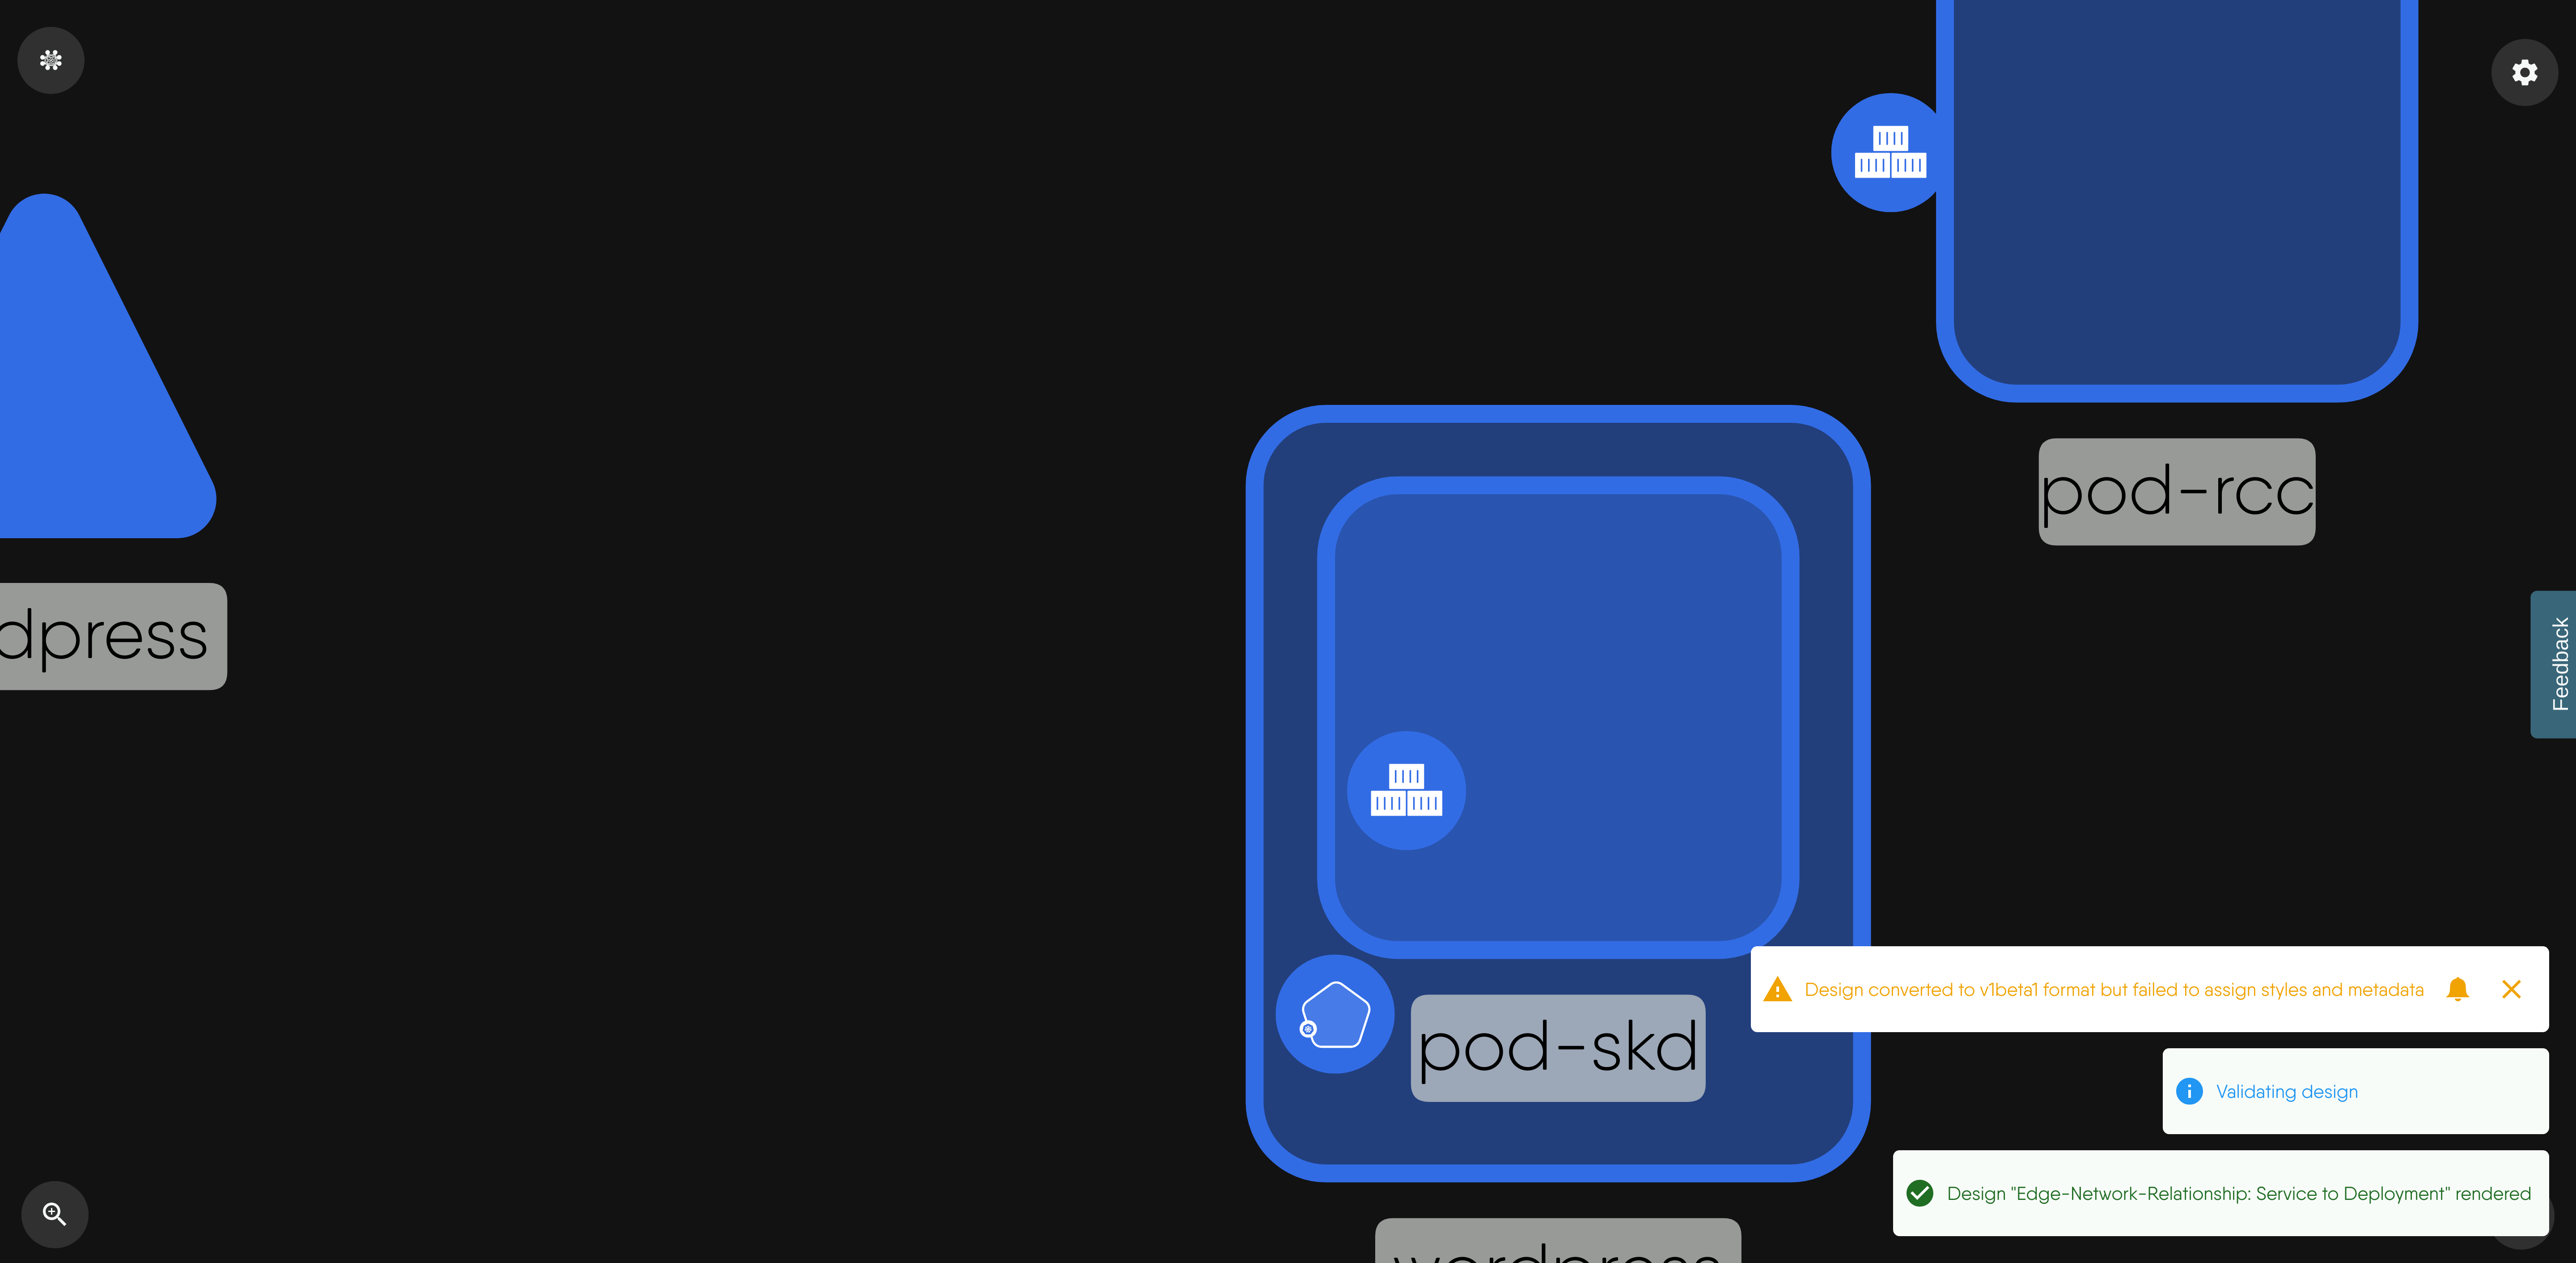 pod-rcc
dpress
Feedback
pod-skd
Design converted to v1beta1 format but failed to assign styles and metadata
Validating design
Design "Edge-Network-Relationship: Service to Deployment" rendered
wordpress